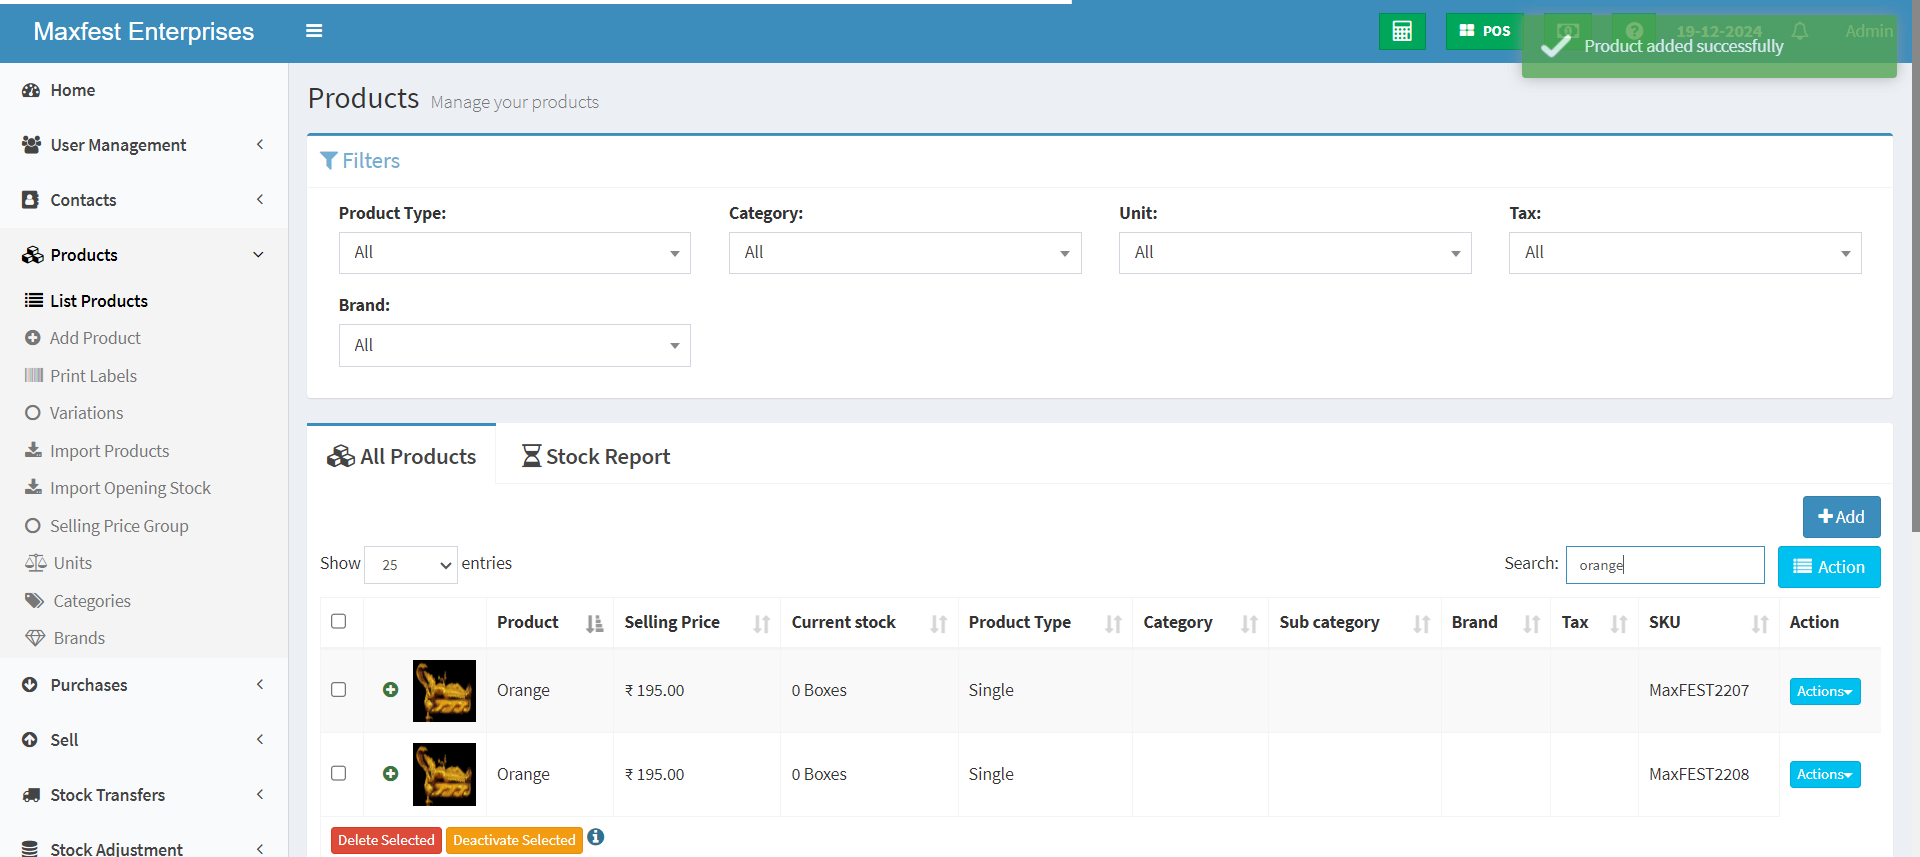 Maxfest Enterprises
POS
19-12-2024
Admin
Product added successfully
Home
User Management
Contacts
Products
List Products
Add Product
Print Labels
Variations
Import Products
Import Opening Stock
Selling Price Group
Units
Categories
Brands
Purchases
Sell
Stock Transfers
Stock Adjustment
Products Manage your products
Filters
Product Type: Category: Unit: Tax:
All All All All
Brand:
All
All Products Stock Report
Add
Show 25 entries Search: orange Action
Product Selling Price Current stock Product Type Category Sub category Brand Tax SKU Action
Orange ₹ 195.00 0 Boxes Single MaxFEST2207 Actions
Orange ₹ 195.00 0 Boxes Single MaxFEST2208 Actions
Delete Selected Deactivate Selected